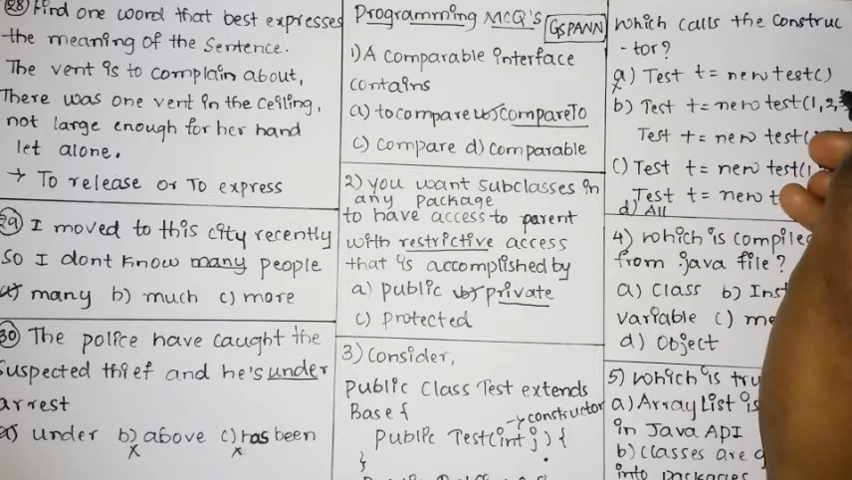 28) Find one word that best expresses
the meaning of the sentence.
The vent is to complain about,
There was one vent in the ceiling,
not large enough for her hand
let alone.
→ To release or To express
29) I moved to this city recently
so I dont know many people
a) many b) much c) more
30) The police have caught the
suspected thief and he's under
arrest
a) under b) above c) has been
x x
Programming MCQ's GSPANN
1) A comparable interface
contains
a) tocompare b) compareTo
c) compare d) comparable
2) you want subclasses in
any package
to have access to parent
with restrictive access
that is accomplished by
a) public b) private
c) protected
3) Consider,
public class Test extends
Base {
→ constructor
public Test(int j) {
}
which calls the construc
-tor?
a) Test t = new test()
x
b) Test t = new test(1,2,
Test t = new test(
c) Test t = new test(1
Test t = new
d) All
4) which is compiled
from .java file?
a) class b)
variable c)
d) object
5) which is
a) ArrayList is
in Java API
b) classes are
into packages